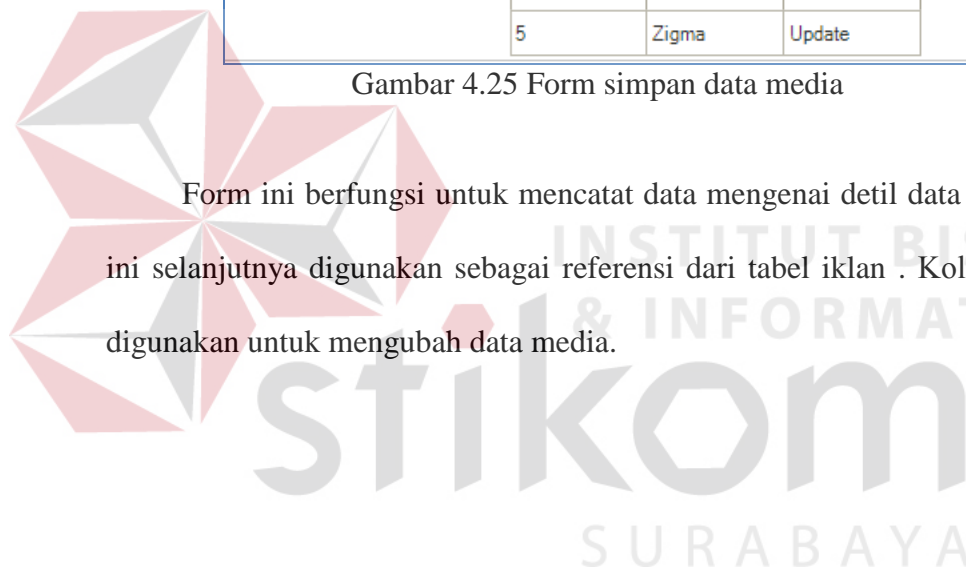 5 Zigma Update
Gambar 4.25 Form simpan data media
Form ini berfungsi untuk mencatat data mengenai detil data
ini selanjutnya digunakan sebagai referensi dari tabel iklan . Kol
digunakan untuk mengubah data media.
INSTITUT BIS
& INFORMAT
stikom
SURABAYA